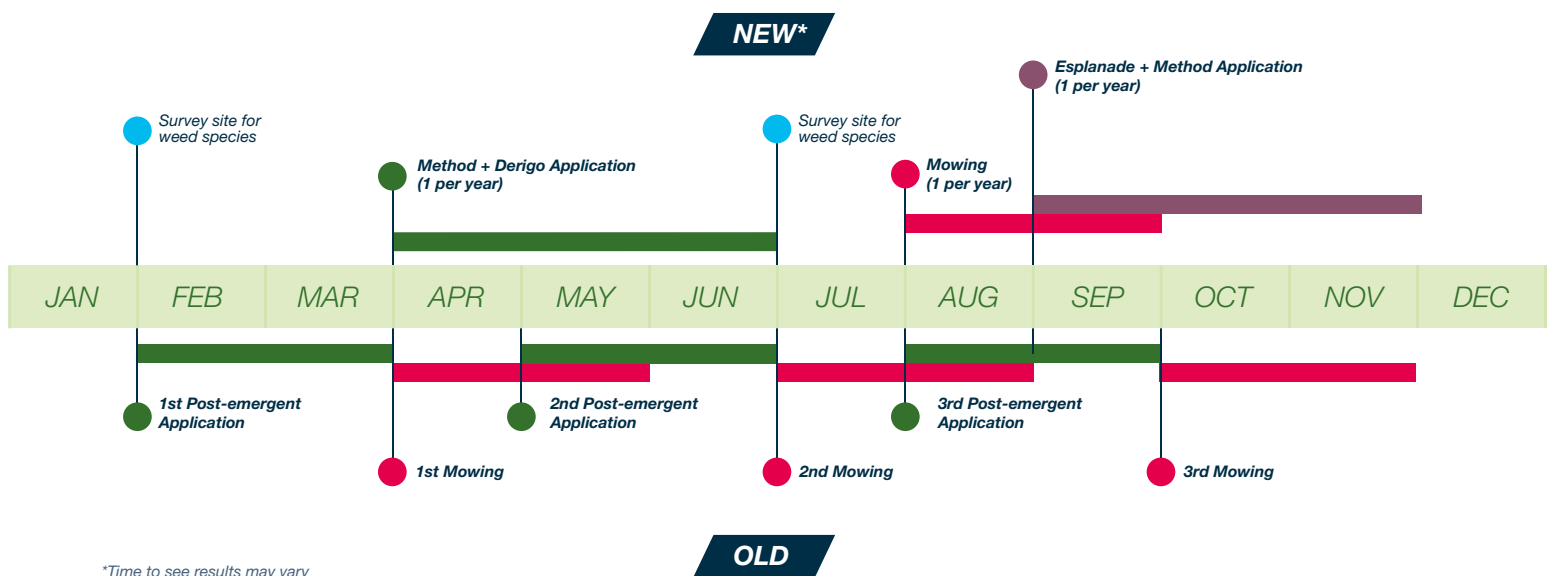 NEW*
Esplanade + Method Application
(1 per year)
Survey site for
weed species
Survey site for
weed species
Method + Derigo Application
(1 per year)
Mowing
(1 per year)
JAN FEB MAR APR MAY JUN JUL AUG SEP OCT NOV DEC
1st Post-emergent
Application
2nd Post-emergent
Application
3rd Post-emergent
Application
1st Mowing
2nd Mowing
3rd Mowing
OLD
*Time to see results may vary